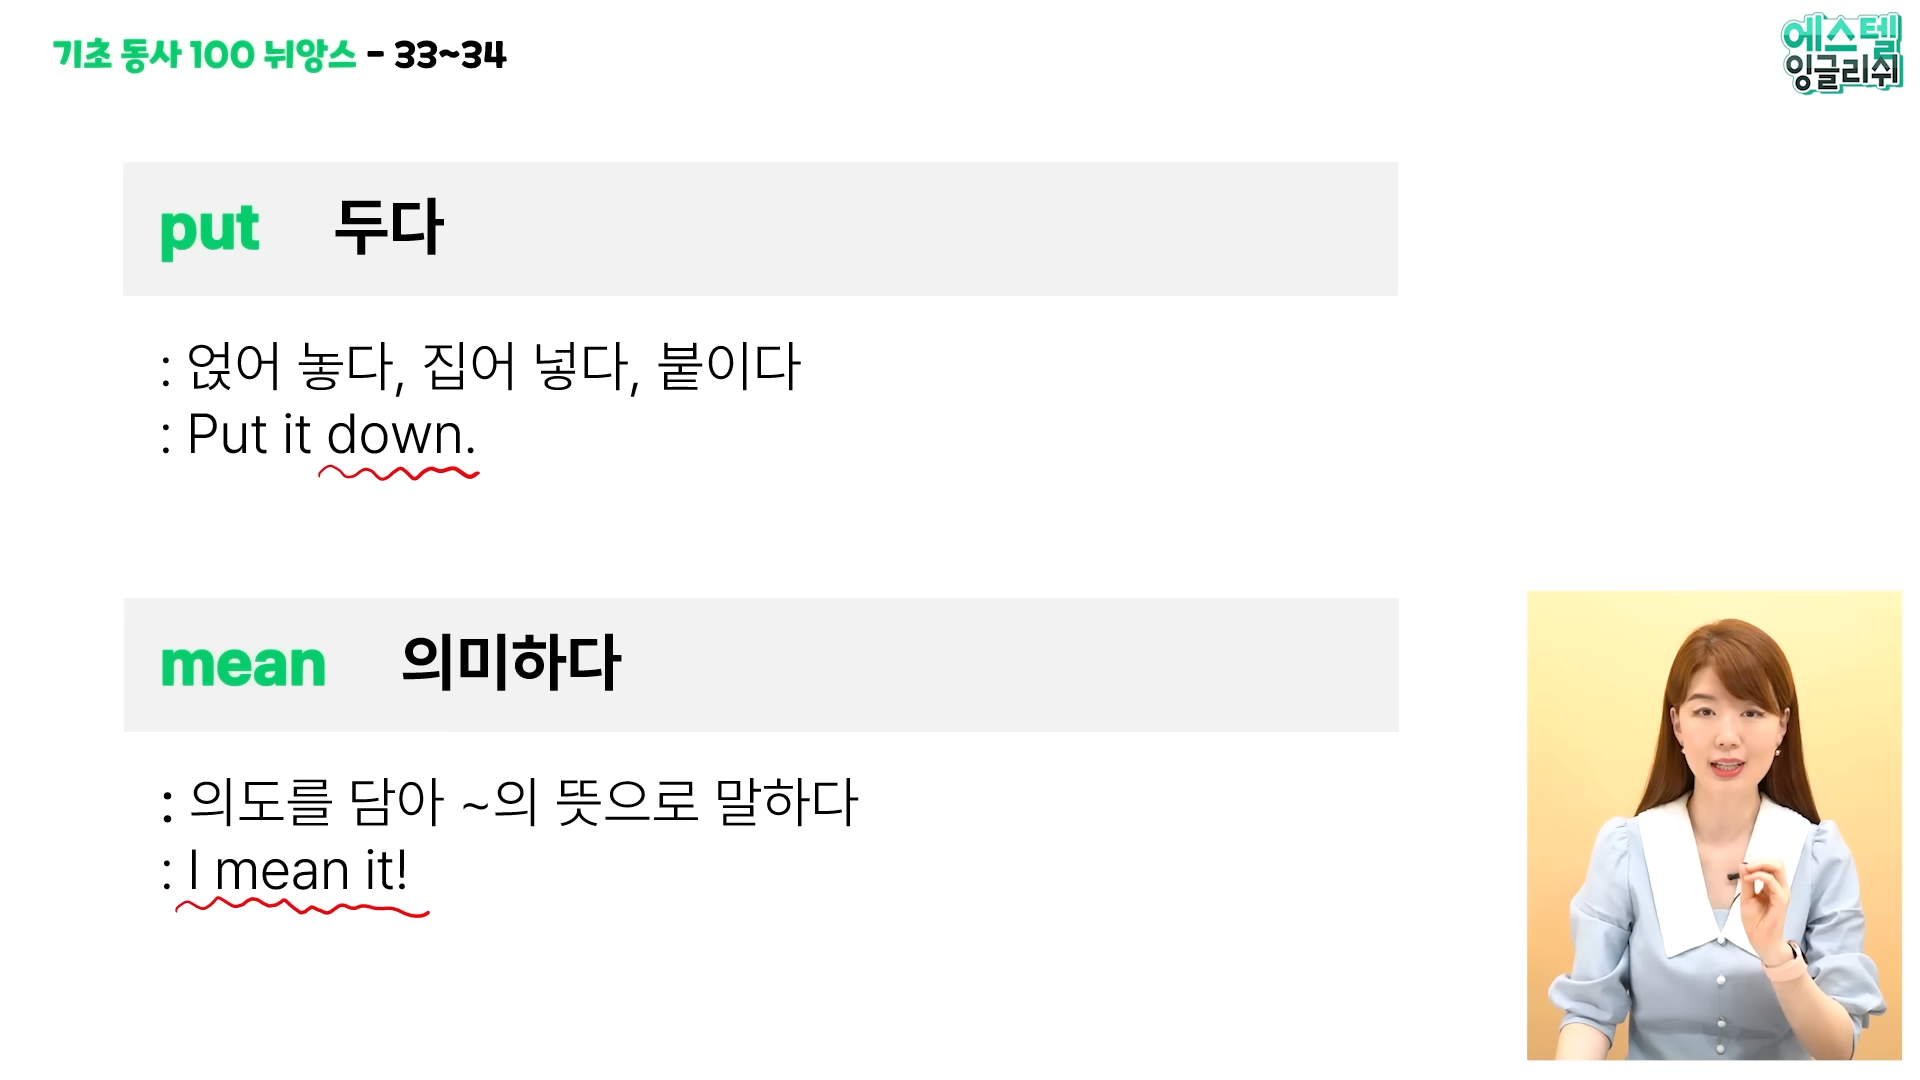 기초 동사 100 뉘앙스 - 33~34
에스텔
잉글리쉬
put 두다
: 얹어 놓다, 집어 넣다, 붙이다
: Put it down.
mean 의미하다
: 의도를 담아 ~의 뜻으로 말하다
: I mean it!